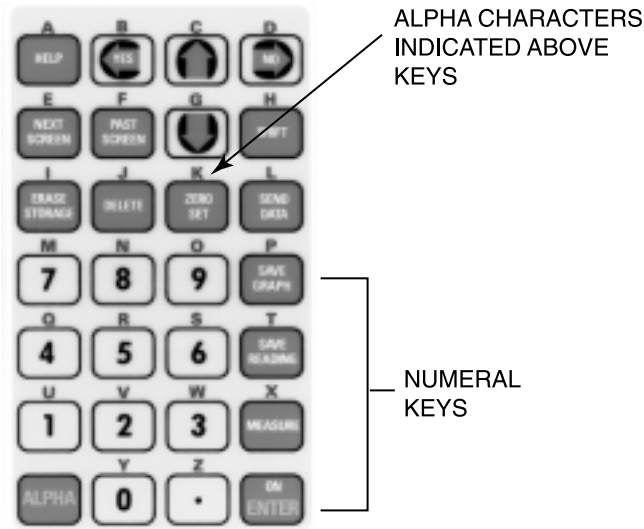 A B C D
HELP YES NO
E F G H
NEXT SCREEN PAST SCREEN SHIFT
I J K L
ERASE STORAGE DELETE ZERO SET SEND DATA
M N O P
7 8 9 SAVE GRAPH
Q R S T
4 5 6 SAVE READING
U V W X
1 2 3 MEASURE
Y Z
ALPHA 0 . ON ENTER
ALPHA CHARACTERS
INDICATED ABOVE
KEYS
NUMERAL
KEYS